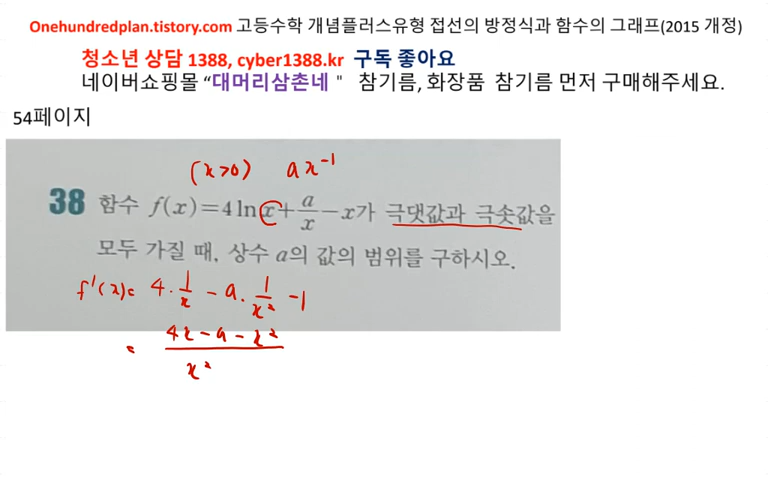 Onehundredplan.tistory.com 고등수학 개념플러스유형 접선의 방정식과 함수의 그래프(2015 개정)
청소년 상담 1388, cyber1388.kr 구독 좋아요
네이버쇼핑몰 “대머리삼촌네 " 참기름, 화장품 참기름 먼저 구매해주세요.
54페이지
(x>0) ax⁻¹
38 함수 f(x)=4ln x+a/x−x가 극댓값과 극솟값을
모두 가질 때, 상수 a의 값의 범위를 구하시오.
f'(x)= 4·1/x − a·1/x² −1
= (4x−a−x²)/x²